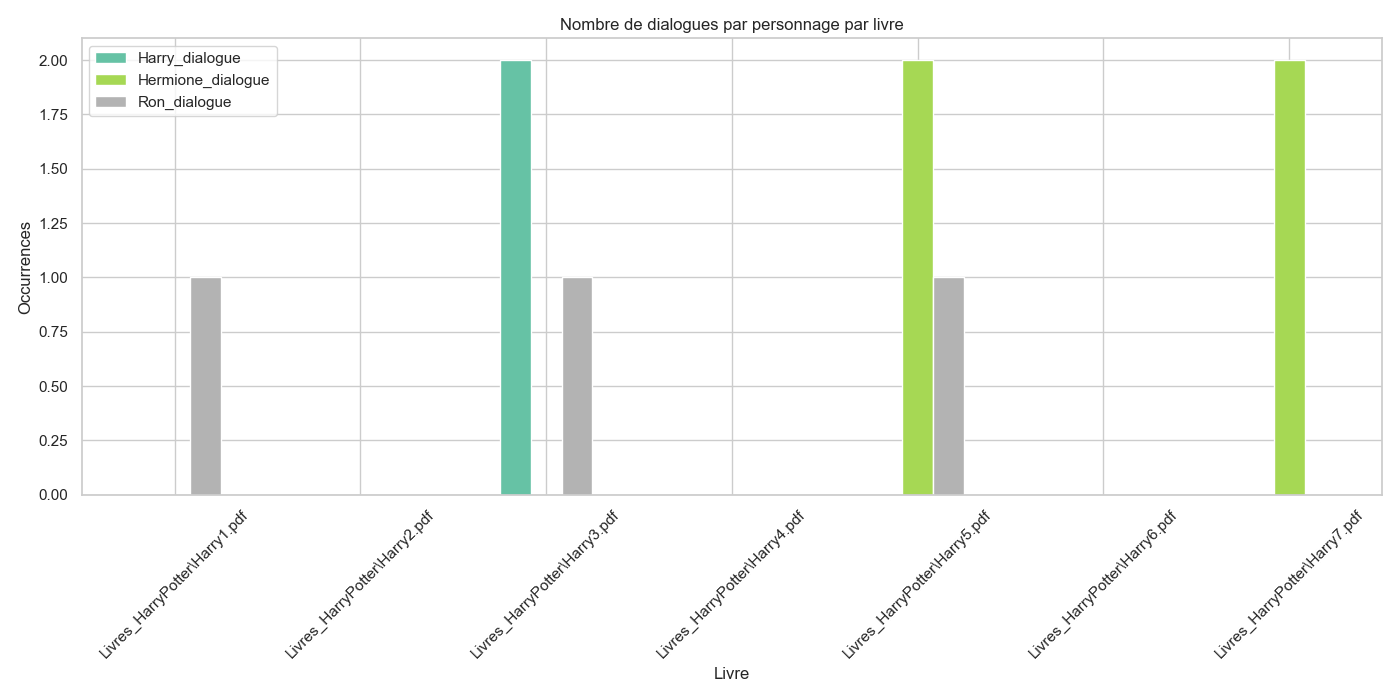 Nombre de dialogues par personnage par livre
Harry_dialogue
Hermione_dialogue
Ron_dialogue
2.00
1.75
1.50
1.25
1.00
0.75
0.50
0.25
0.00
Occurrences
Livres_HarryPotter\Harry1.pdf
Livres_HarryPotter\Harry2.pdf
Livres_HarryPotter\Harry3.pdf
Livres_HarryPotter\Harry4.pdf
Livres_HarryPotter\Harry5.pdf
Livres_HarryPotter\Harry6.pdf
Livres_HarryPotter\Harry7.pdf
Livre